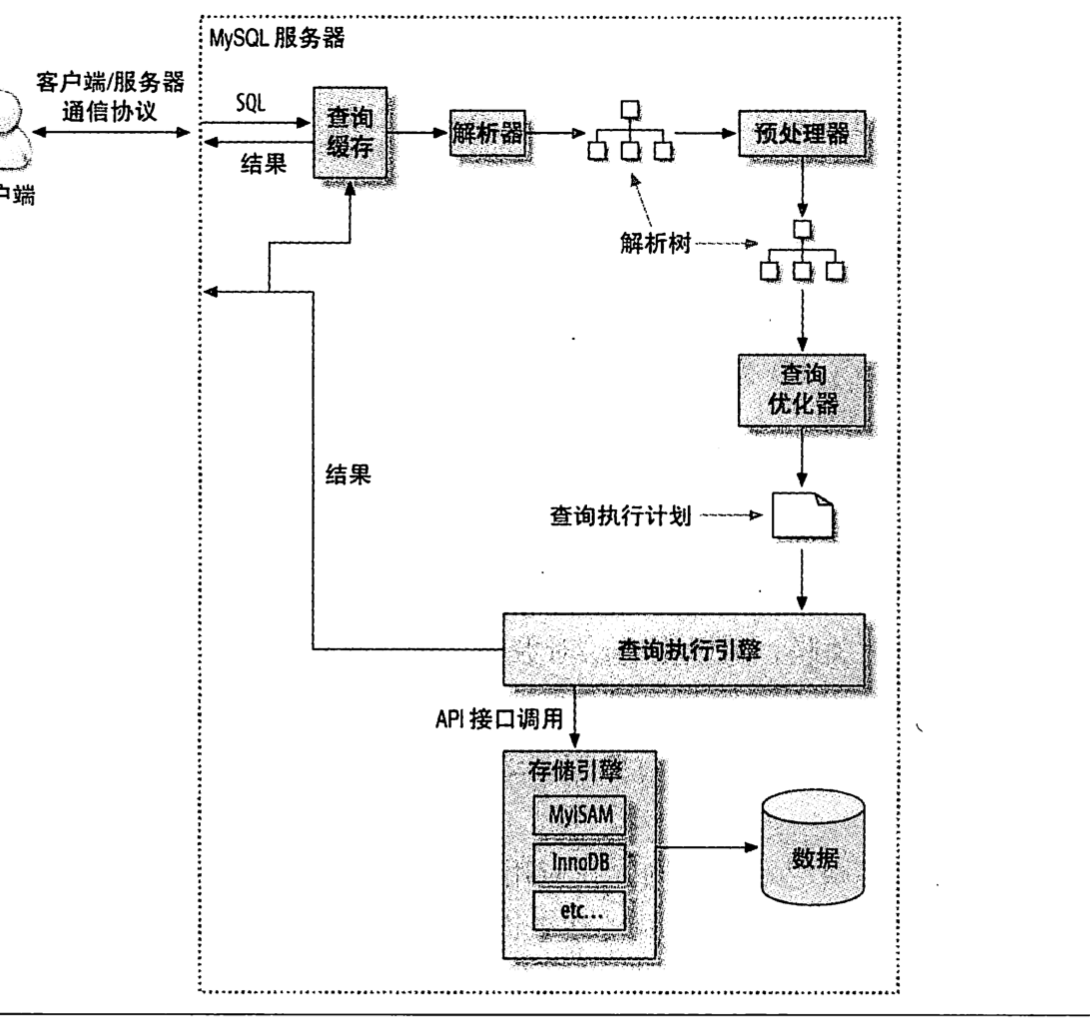 MySQL 服务器
客户端/服务器
通信协议
户端
SQL
结果
查询
缓存
解析器
预处理器
解析树
查询
优化器
结果
查询执行计划
查询执行引擎
API 接口调用
存储引擎
MyISAM
InnoDB
etc...
数据